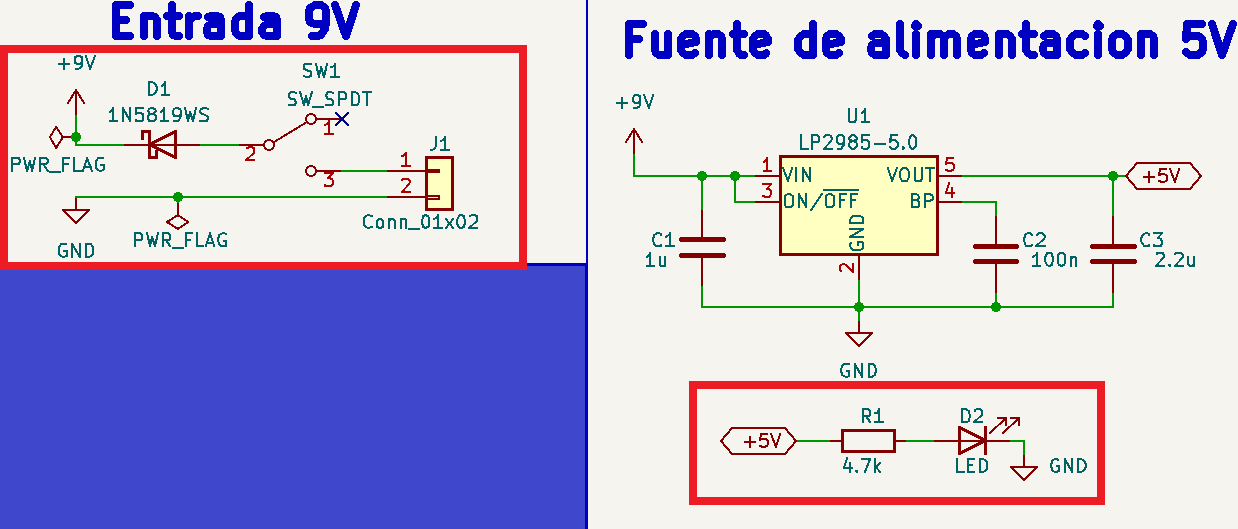 Entrada 9V
+9V
D1
1N5819WS
SW1
SW_SPDT
1
2
3
PWR_FLAG
J1
1
2
Conn_01x02
GND
PWR_FLAG
Fuente de alimentacion 5V
+9V
U1
LP2985-5.0
1
VIN
VOUT
5
+5V
3
ON/OFF
BP
4
GND
2
C1
1u
C2
100n
C3
2.2u
GND
+5V
R1
4.7k
D2
LED
GND